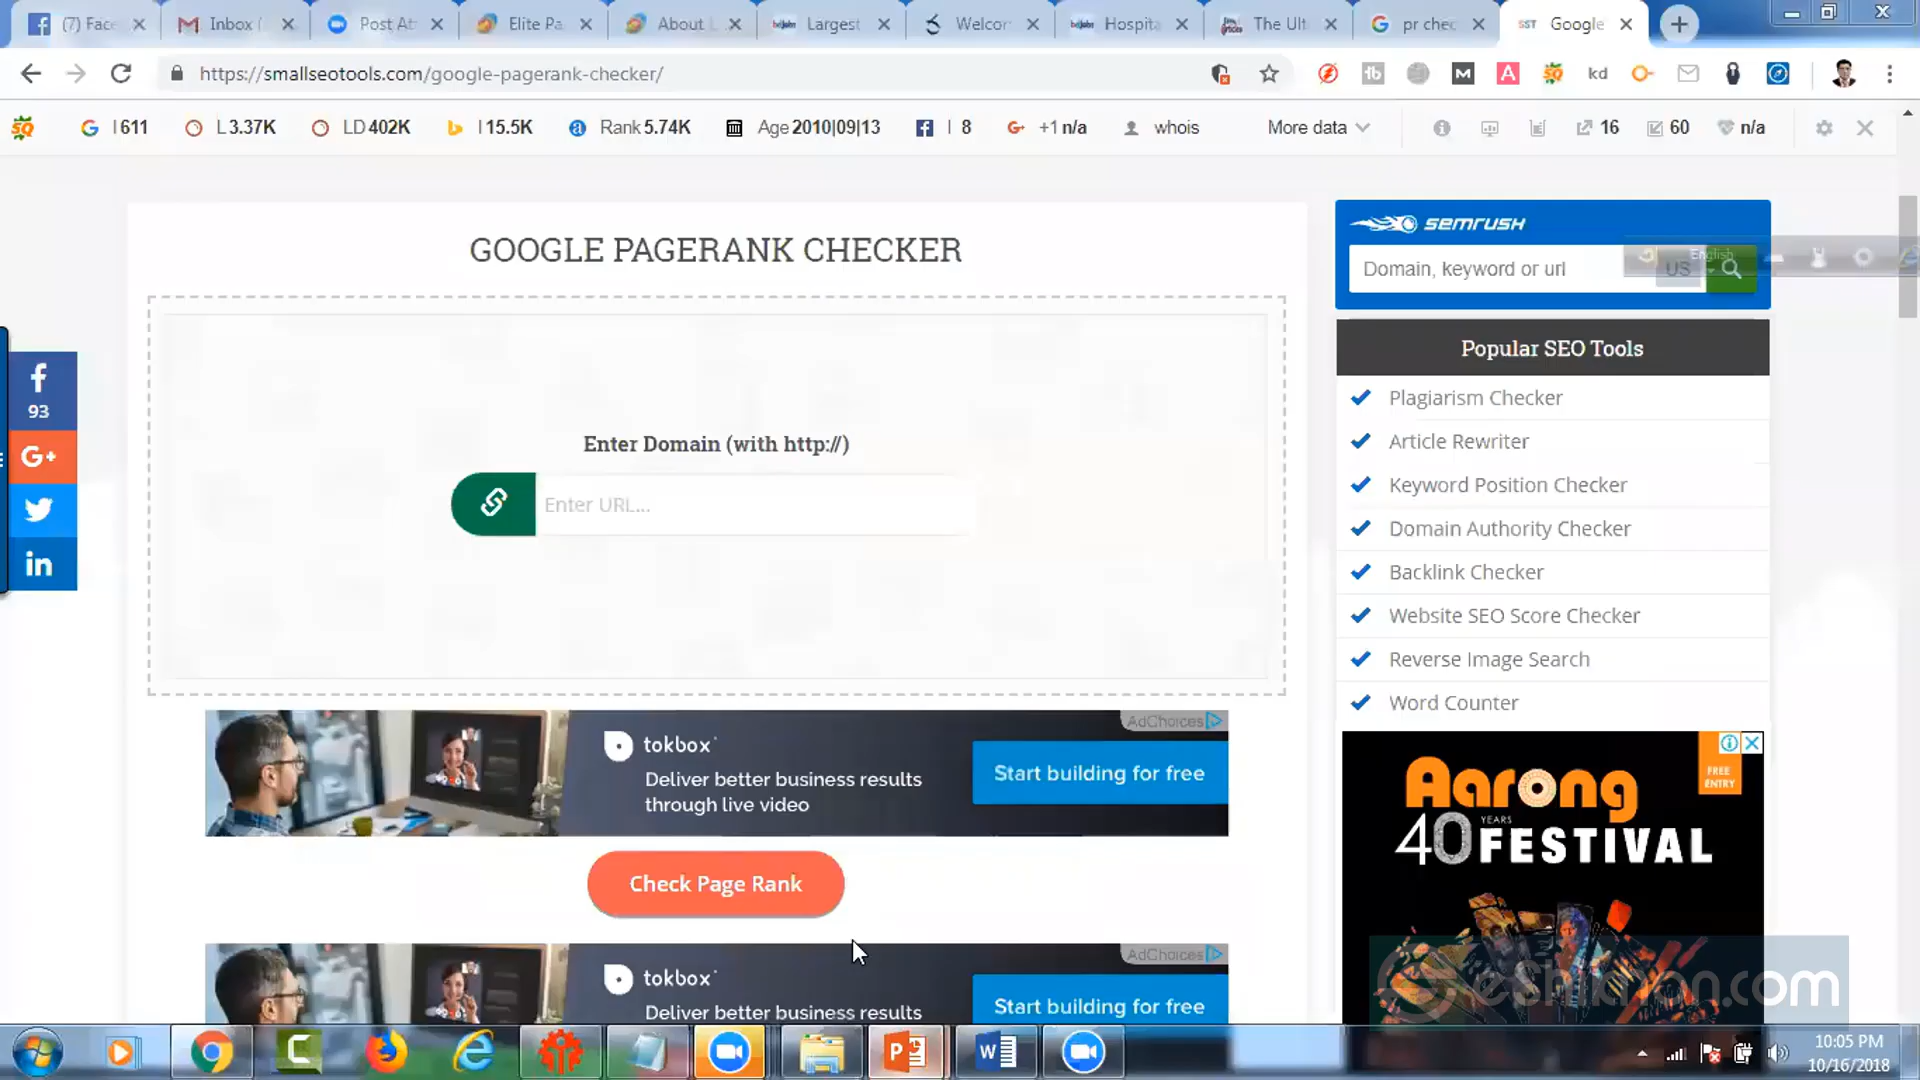 (7) Face
Inbox (
Post At
Elite Pa
About L
Largest
Welcom
Hospita
The Ult
pr chec
SST
Google
https://smallseotools.com/google-pagerank-checker/
kd
I 611
L 3.37K
LD 402K
I 15.5K
Rank 5.74K
Age 2010|09|13
I 8
+1 n/a
whois
More data
16
60
n/a
GOOGLE PAGERANK CHECKER
Enter Domain (with http://)
Enter URL...
93
G+
in
SEMRUSH
Domain, keyword or url
US
English
Popular SEO Tools
Plagiarism Checker
Article Rewriter
Keyword Position Checker
Domain Authority Checker
Backlink Checker
Website SEO Score Checker
Reverse Image Search
Word Counter
AdChoices
tokbox
Deliver better business results
through live video
Start building for free
Check Page Rank
AdChoices
tokbox
Deliver better business results
Start building for free
FREE
ENTRY
Aarong
40 YEARS FESTIVAL
eShikhon.com
10:05 PM
10/16/2018